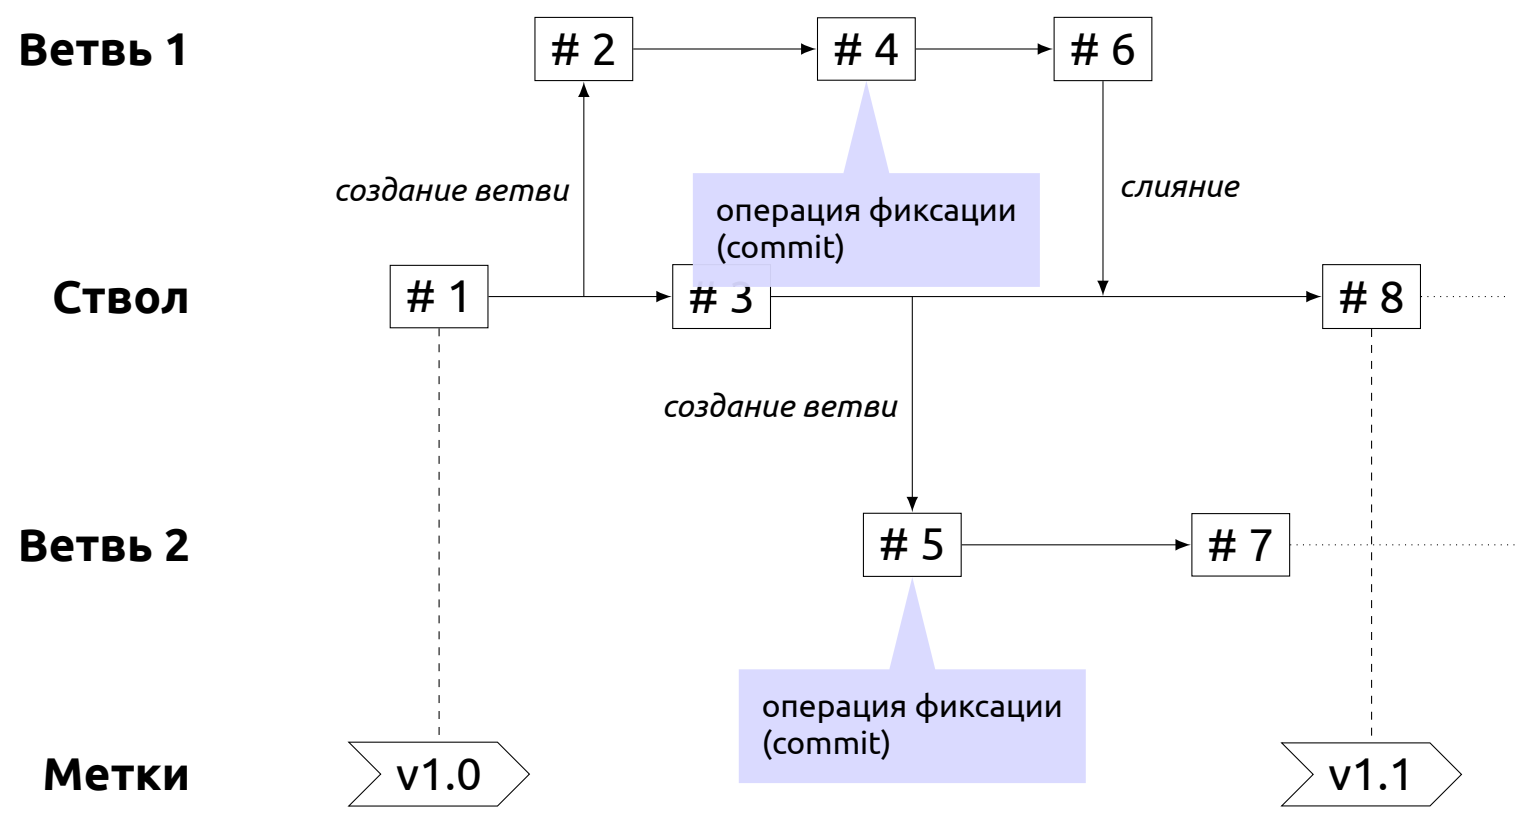 Ветвь 1
# 2
# 4
# 6
создание ветви
операция фиксации
(commit)
слияние
Ствол
# 1
# 3
# 8
создание ветви
Ветвь 2
# 5
# 7
операция фиксации
(commit)
Метки
v1.0
v1.1